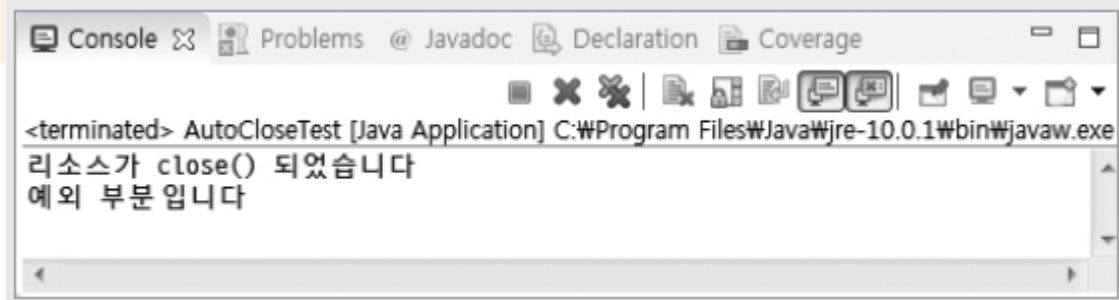 Console Problems @ Javadoc Declaration Coverage
<terminated> AutoCloseTest [Java Application] C:₩Program Files₩Java₩jre-10.0.1₩bin₩javaw.exe
리소스가 close() 되었습니다
예외 부분입니다